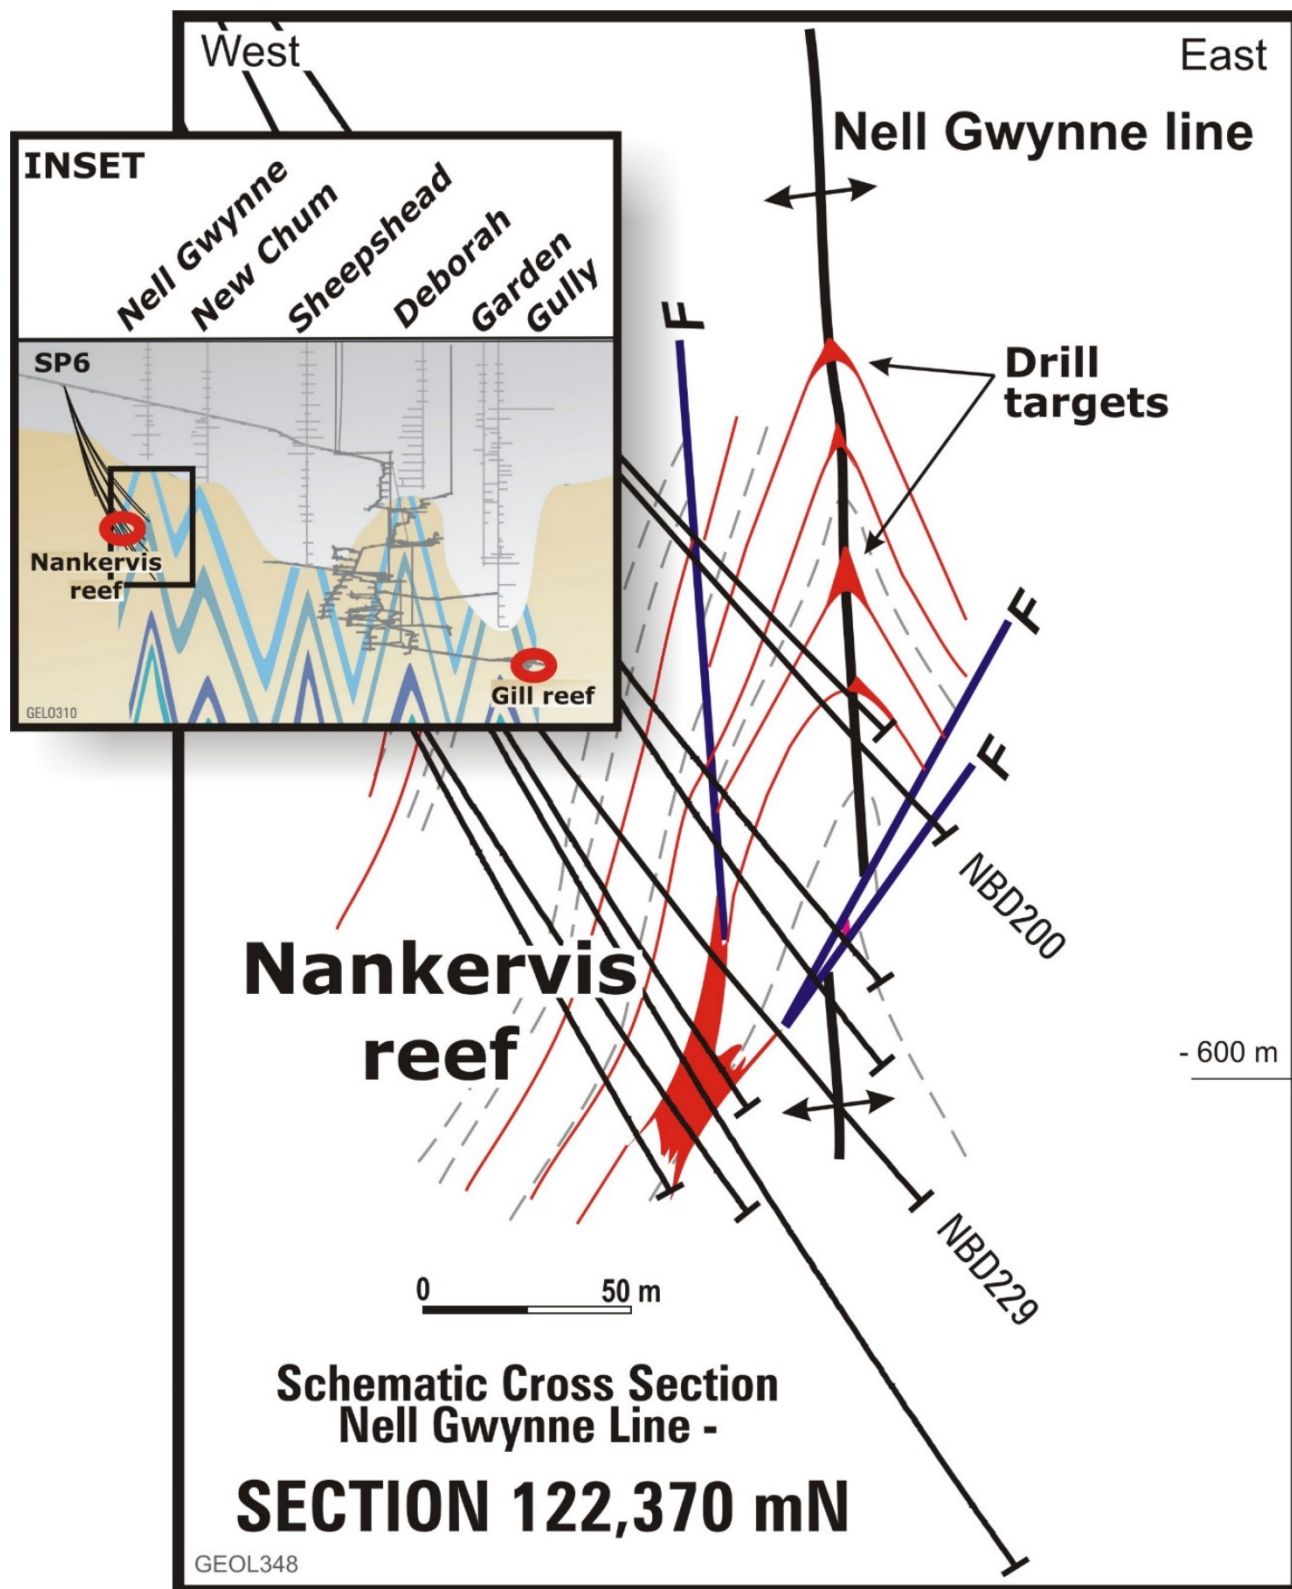 West
East
Nell Gwynne line
INSET
Nell Gwynne
New Chum
Sheepshead
Deborah
Garden
Gully
SP6
Nankervis
reef
Gill reef
GEL0310
F
Drill
targets
F
F
NBD200
Nankervis
reef
- 600 m
NBD229
0
50 m
Schematic Cross Section
Nell Gwynne Line -
SECTION 122,370 mN
GEOL348